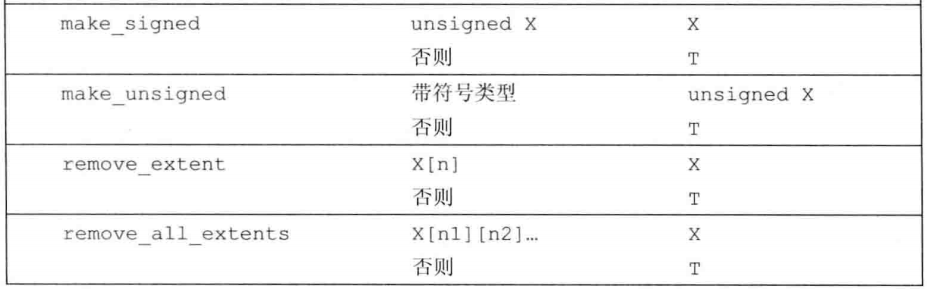 make_signed unsigned X X
否则 T
make_unsigned 带符号类型 unsigned X
否则 T
remove_extent X[n] X
否则 T
remove_all_extents X[n1][n2]… X
否则 T